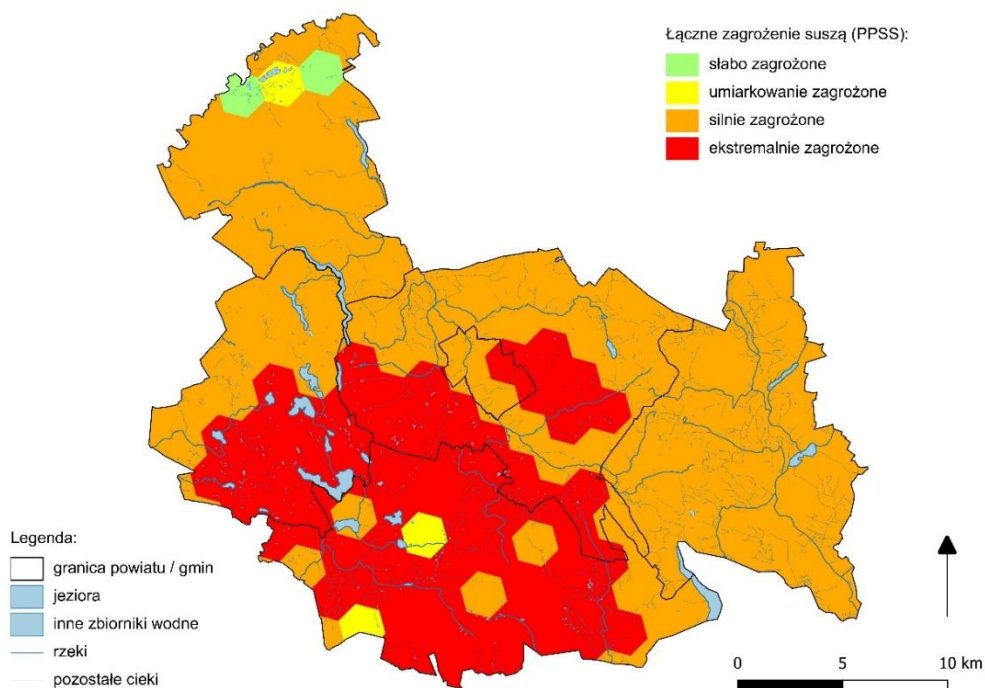 Łączne zagrożenie suszą (PPSS):
słabo zagrożone
umiarkowanie zagrożone
silnie zagrożone
ekstremalnie zagrożone
Legenda:
granica powiatu / gmin
jeziora
inne zbiorniki wodne
rzeki
pozostałe cieki
0 5 10 km